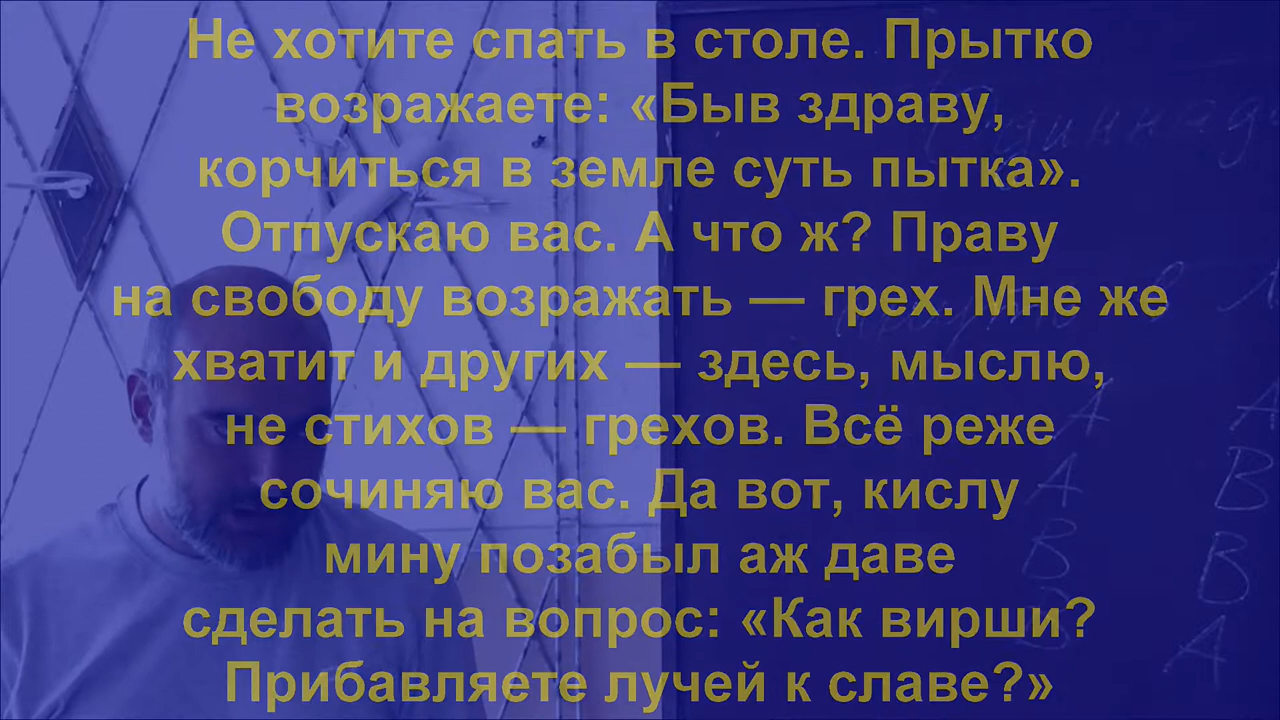 Не хотите спать в столе. Прытко
возражаете: «Быв здраву,
корчиться в земле суть пытка».
Отпускаю вас. А что ж? Праву
на свободу возражать — грех. Мне же
хватит и других — здесь, мыслю,
не стихов — грехов. Всё реже
сочиняю вас. Да вот, кислу
мину позабыл аж даве
сделать на вопрос: «Как вирши?
Прибавляете лучей к славе?»
А А
А В
В В
В А